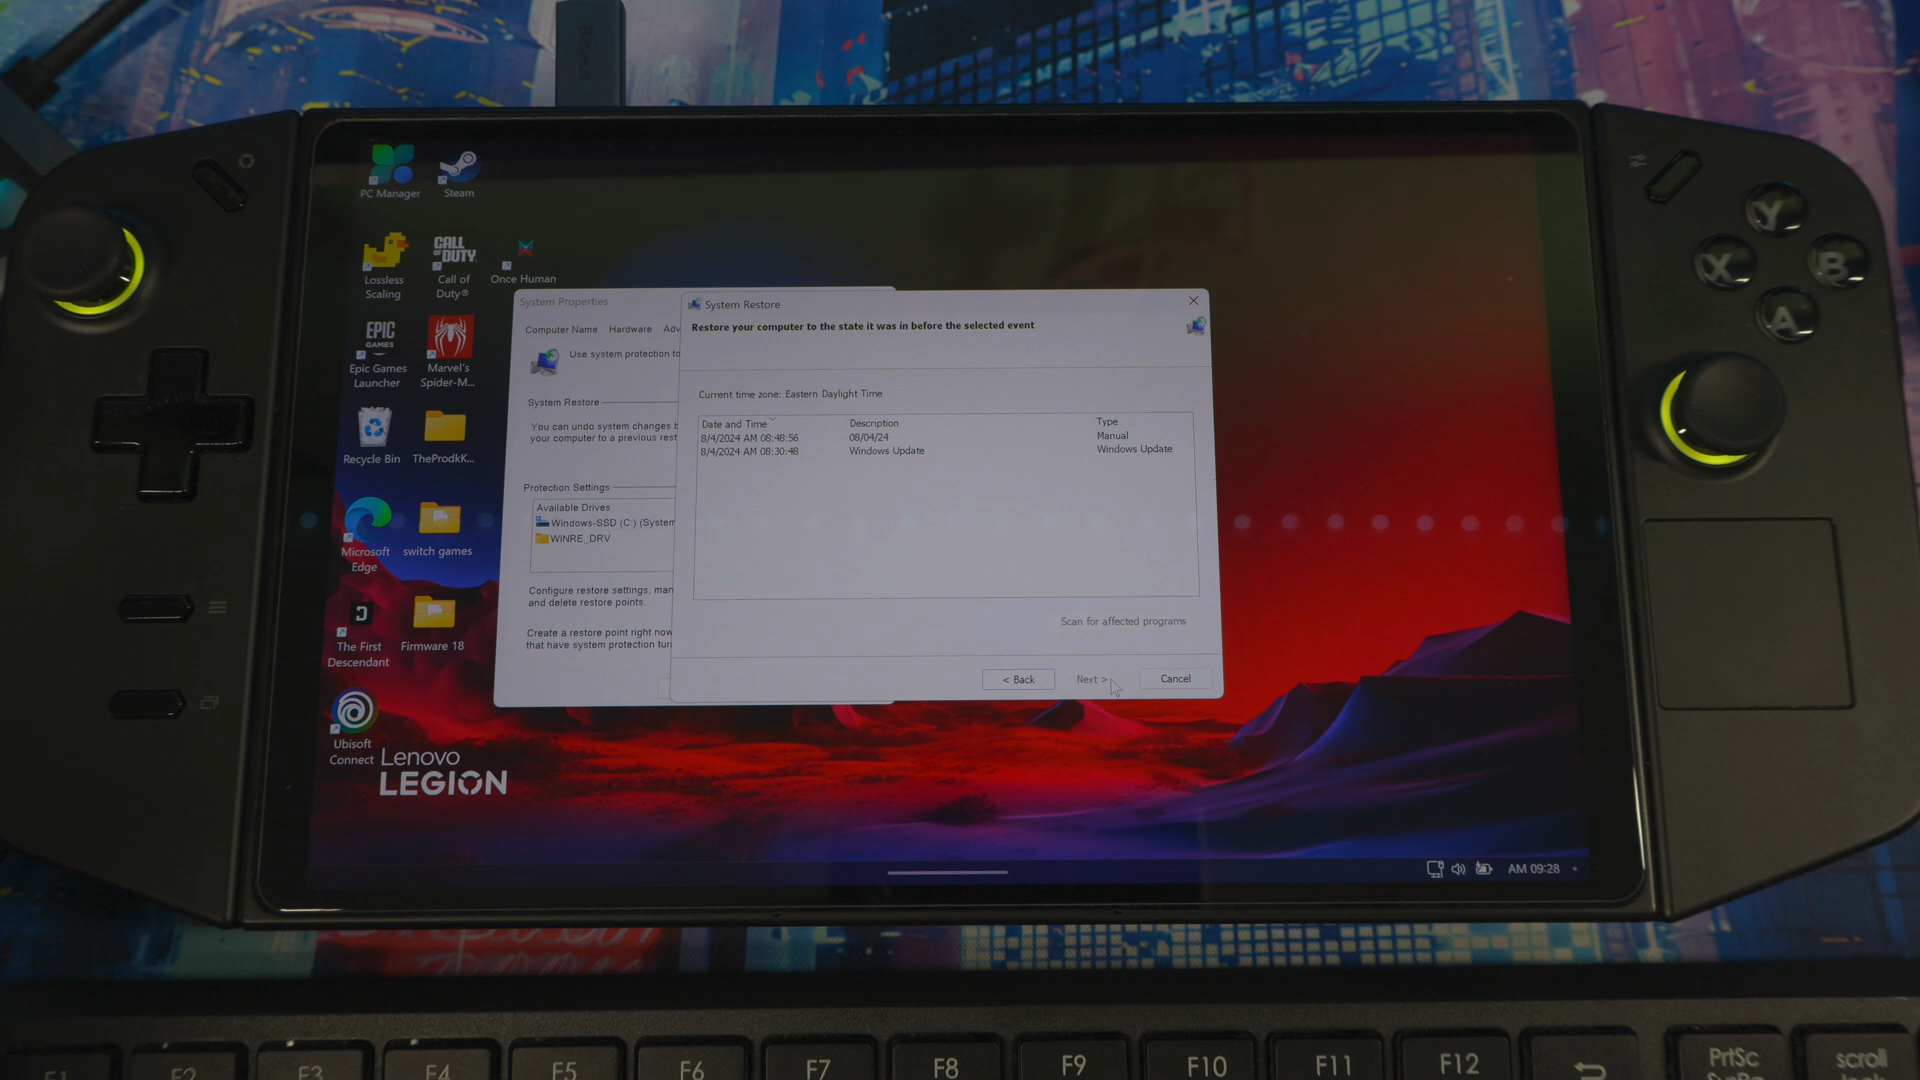 Baseus
PC Manager
Steam
Lossless
Scaling
CALL OF DUTY
Call of
Duty®
Once Human
EPIC
GAMES
Epic Games
Launcher
Marvel's
Spider-M...
Recycle Bin
TheProdkK...
Microsoft
Edge
switch games
The First
Descendant
Firmware 18
Ubisoft
Connect
Lenovo
LEGION
System Properties
Computer Name Hardware Adv
Use system protection to
System Restore
You can undo system changes b
your computer to a previous rest
Protection Settings
Available Drives
Windows-SSD (C:) (System
WINRE_DRV
Configure restore settings, man
and delete restore points.
Create a restore point right now
that have system protection turn
System Restore
Restore your computer to the state it was in before the selected event
Current time zone: Eastern Daylight Time
Date and Time Description Type
8/4/2024 AM 08:48:56 08/04/24 Manual
8/4/2024 AM 08:30:48 Windows Update Windows Update
Scan for affected programs
< Back Next > Cancel
AM 09:28
Y
X
B
A
F1 F2 F3 F4 F5 F6 F7 F8 F9 F10 F11 F12 PrtSc scroll